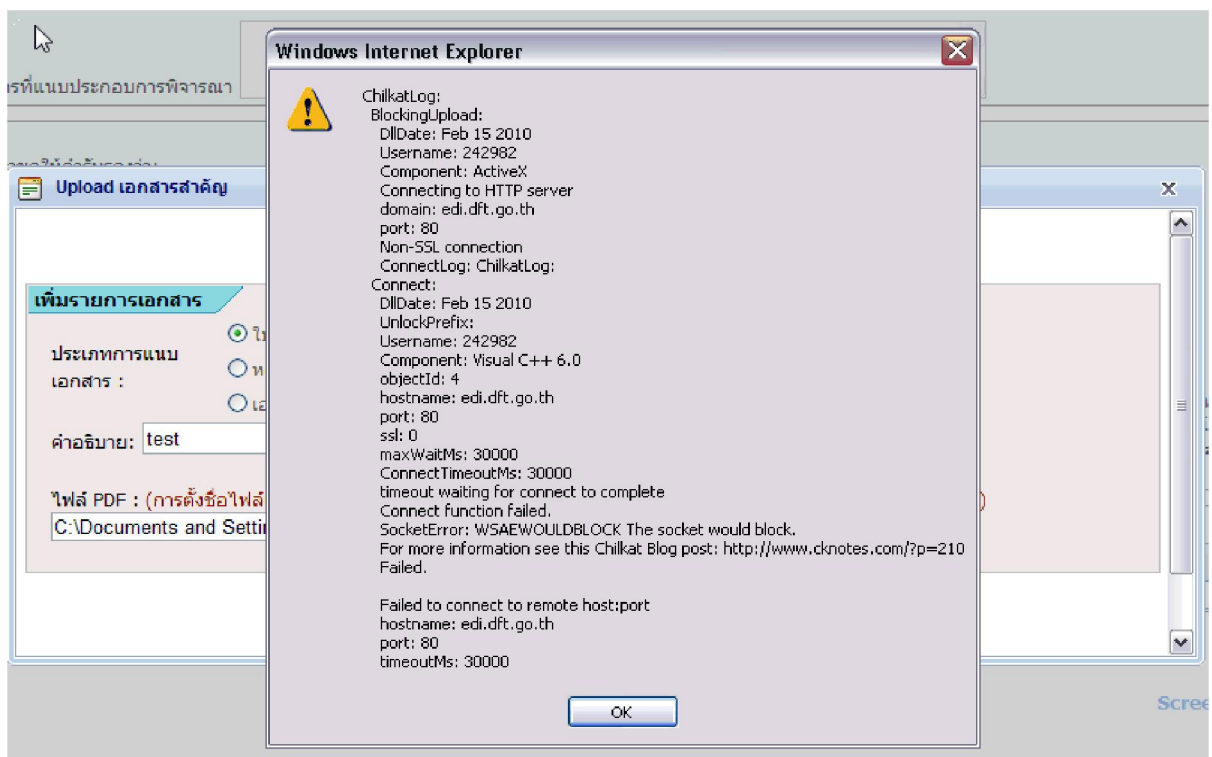 Windows Internet Explorer
ที่แนบประกอบการพิจารณา
ChilkatLog:
BlockingUpload:
DllDate: Feb 15 2010
Username: 242982
Component: ActiveX
Connecting to HTTP server
domain: edi.dft.go.th
port: 80
Non-SSL connection
ConnectLog: ChilkatLog:
Connect:
DllDate: Feb 15 2010
UnlockPrefix:
Username: 242982
Component: Visual C++ 6.0
objectId: 4
hostname: edi.dft.go.th
port: 80
ssl: 0
maxWaitMs: 30000
ConnectTimeoutMs: 30000
timeout waiting for connect to complete
Connect function failed.
SocketError: WSAEWOULDBLOCK The socket would block.
For more information see this Chilkat Blog post: http://www.cknotes.com/?p=210
Failed.
Failed to connect to remote host:port
hostname: edi.dft.go.th
port: 80
timeoutMs: 30000
OK
Upload เอกสารสำคัญ
x
เพิ่มรายการเอกสาร
ประเภทการแนบ
เอกสาร :
คำอธิบาย: test
ไฟล์ PDF : (การตั้งชื่อไฟล์
C:\Documents and Setti
Scree